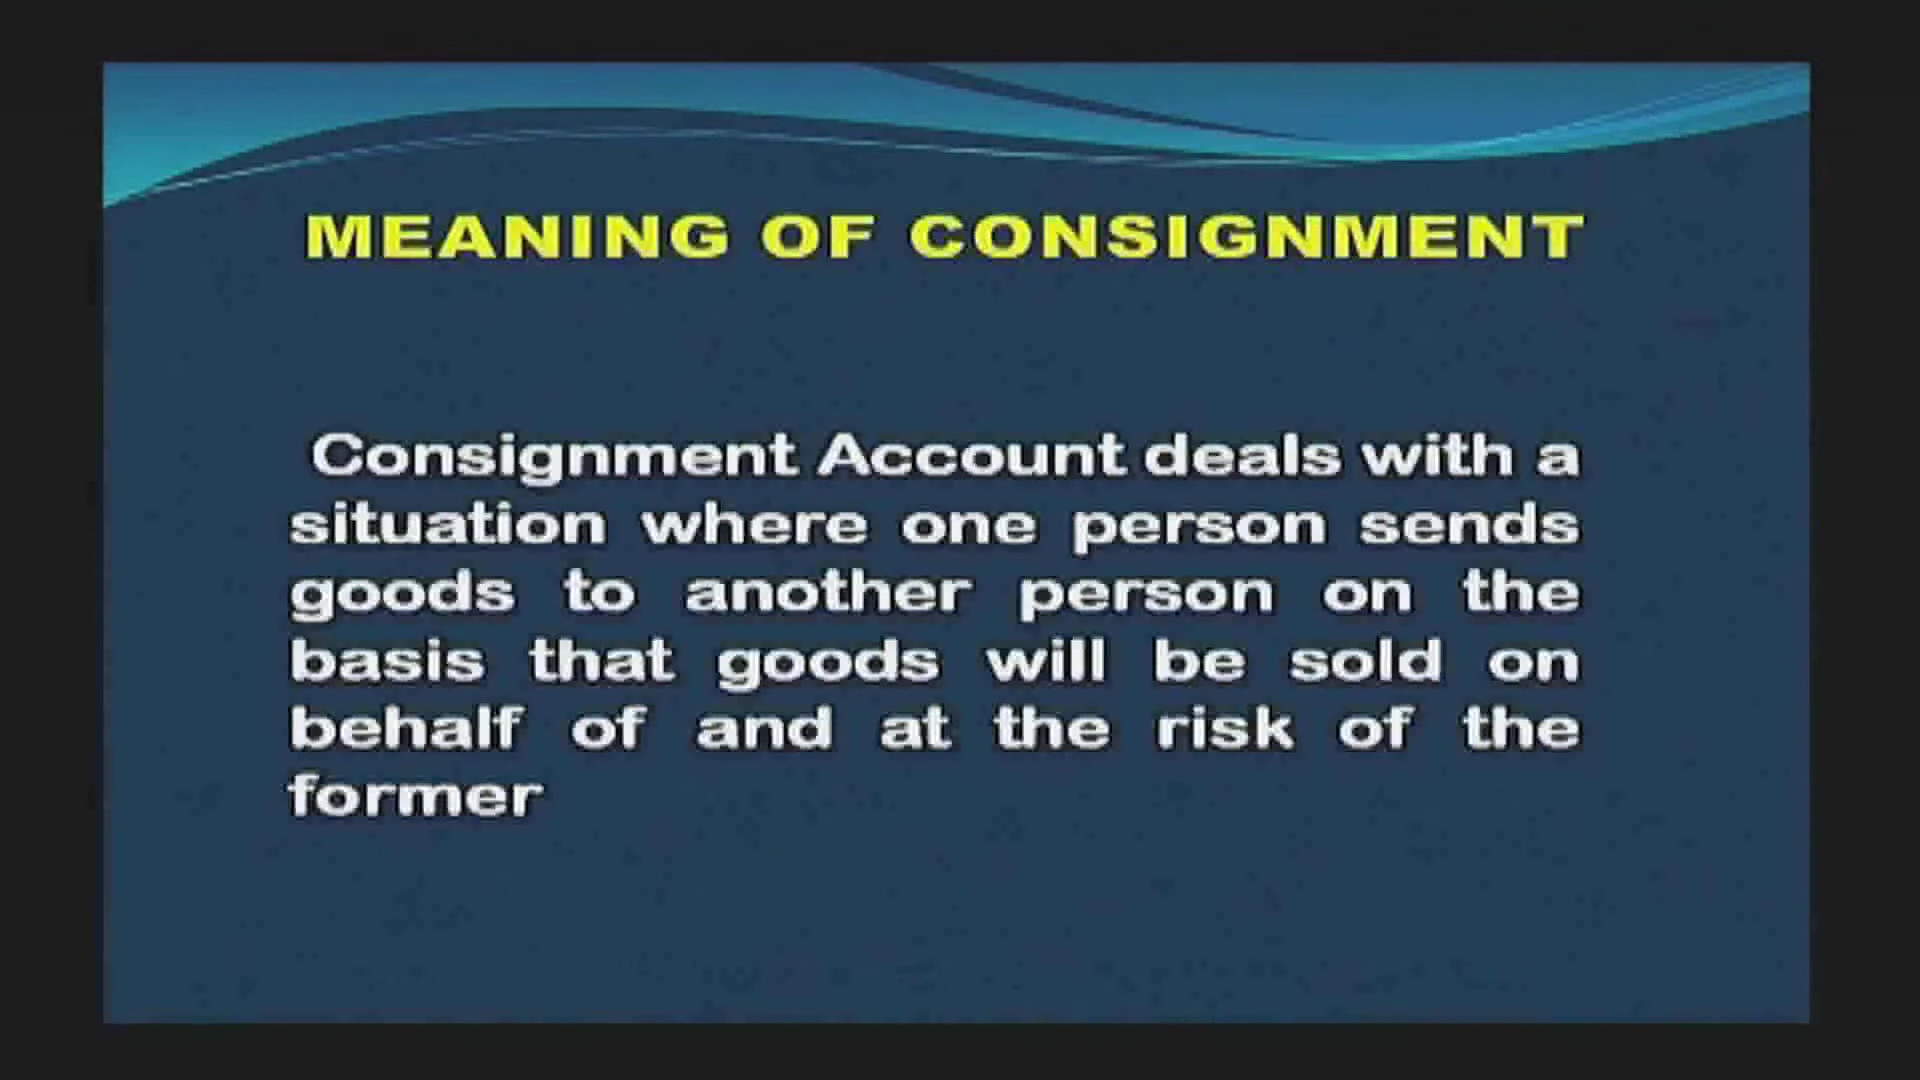 MEANING OF CONSIGNMENT
Consignment Account deals with a
situation where one person sends
goods to another person on the
basis that goods will be sold on
behalf of and at the risk of the
former